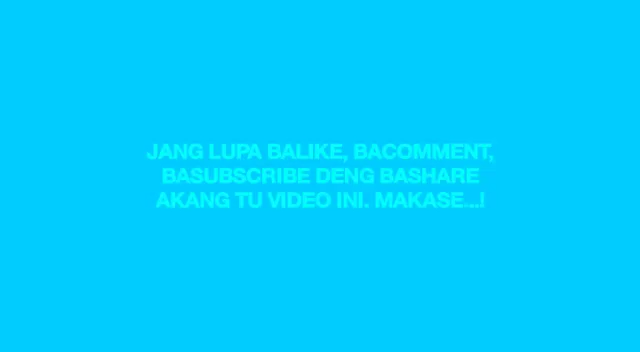 JANG LUPA BALIKE, BACOMMENT,
BASUBSCRIBE DENG BASHARE
AKANG TU VIDEO INI. MAKASE...!